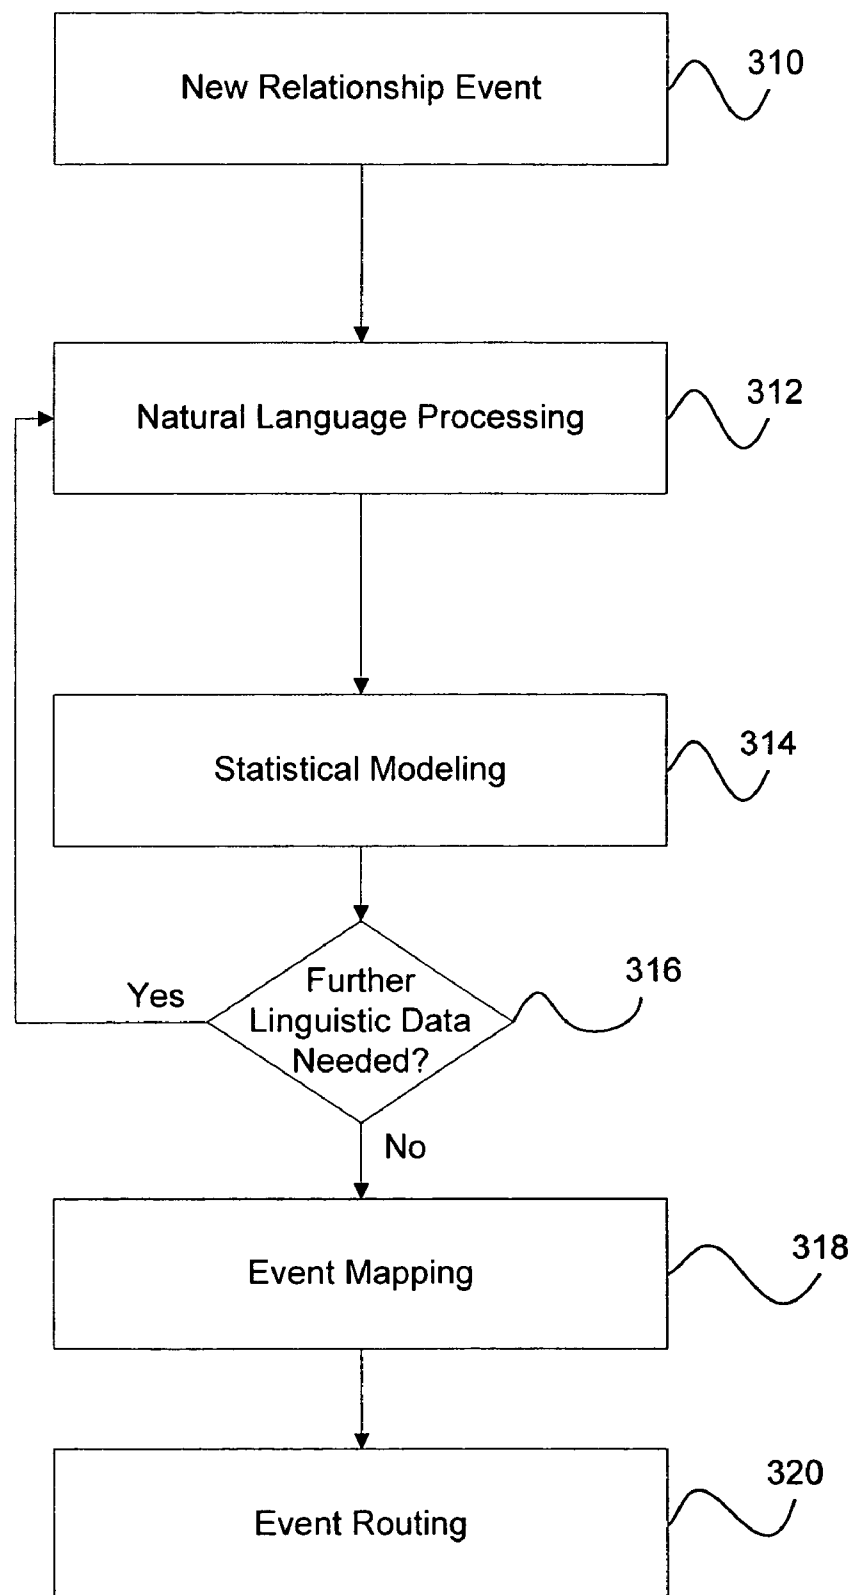 New Relationship Event
310
Natural Language Processing
312
Statistical Modeling
314
Further
Linguistic Data
Needed?
316
Yes
No
Event Mapping
318
Event Routing
320